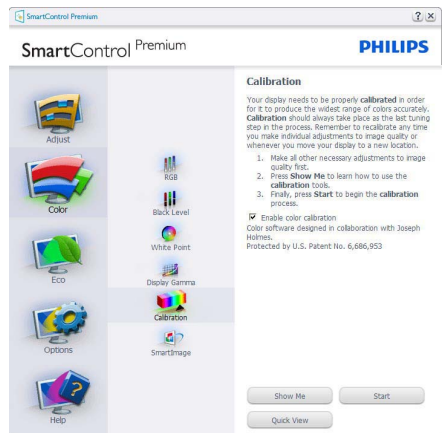 SmartControl Premium
SmartControl Premium
PHILIPS
Adjust
Color
Eco
Options
Help
RGB
Black Level
White Point
Display Gamma
Calibration
SmartImage
Calibration
Your display needs to be properly calibrated in order
for it to produce the widest range of colors accurately.
Calibration should always take place as the last tuning
step in the process. Remember to recalibrate any time
you make individual adjustments to image quality or
whenever you move your display to a new location.
1. Make all other necessary adjustments to image
quality first.
2. Press Show Me to learn how to use the
calibration tools.
3. Finally, press Start to begin the calibration
process.
Enable color calibration
Color software designed in collaboration with Joseph
Holmes.
Protected by U.S. Patent No. 6,686,953
Show Me
Start
Quick View